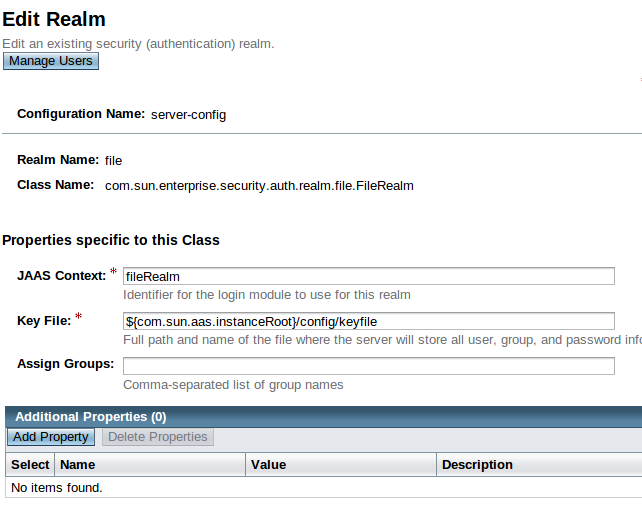 Edit Realm
Edit an existing security (authentication) realm.
Manage Users
Configuration Name: server-config
Realm Name: file
Class Name: com.sun.enterprise.security.auth.realm.file.FileRealm
Properties specific to this Class
JAAS Context: * fileRealm
Identifier for the login module to use for this realm
Key File: * ${com.sun.aas.instanceRoot}/config/keyfile
Full path and name of the file where the server will store all user, group, and password info
Assign Groups:
Comma-separated list of group names
Additional Properties (0)
Add Property Delete Properties
Select Name Value Description
No items found.